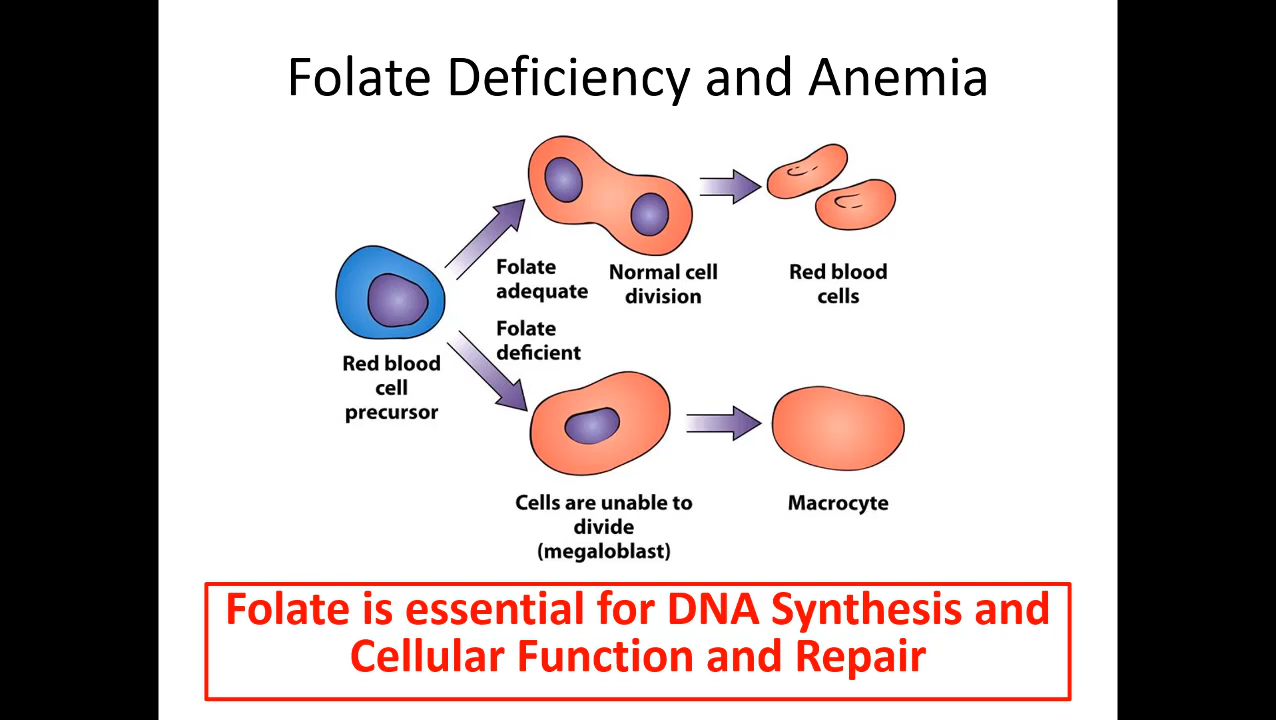 Folate Deficiency and Anemia
Folate
adequate
Normal cell
division
Red blood
cells
Folate
deficient
Red blood
cell
precursor
Cells are unable to
divide
(megaloblast)
Macrocyte
Folate is essential for DNA Synthesis and
Cellular Function and Repair